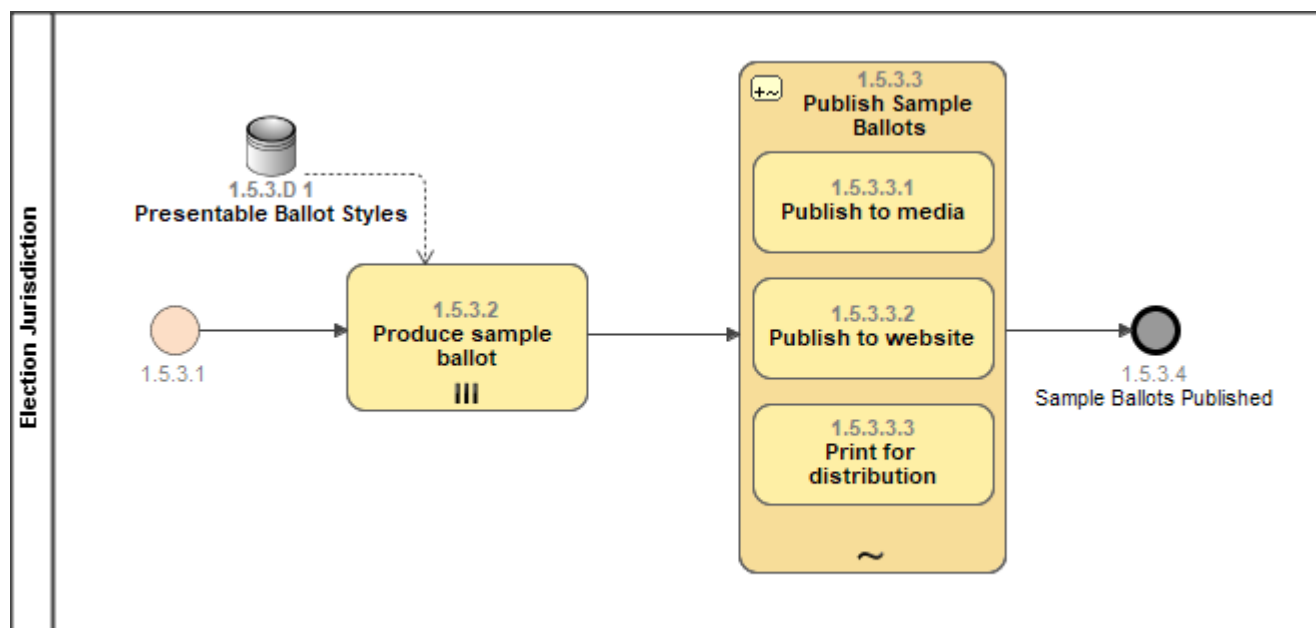 Election Jurisdiction
1.5.3.D 1
Presentable Ballot Styles
1.5.3.1
1.5.3.2
Produce sample
ballot
1.5.3.3
Publish Sample
Ballots
1.5.3.3.1
Publish to media
1.5.3.3.2
Publish to website
1.5.3.3.3
Print for
distribution
~
1.5.3.4
Sample Ballots Published